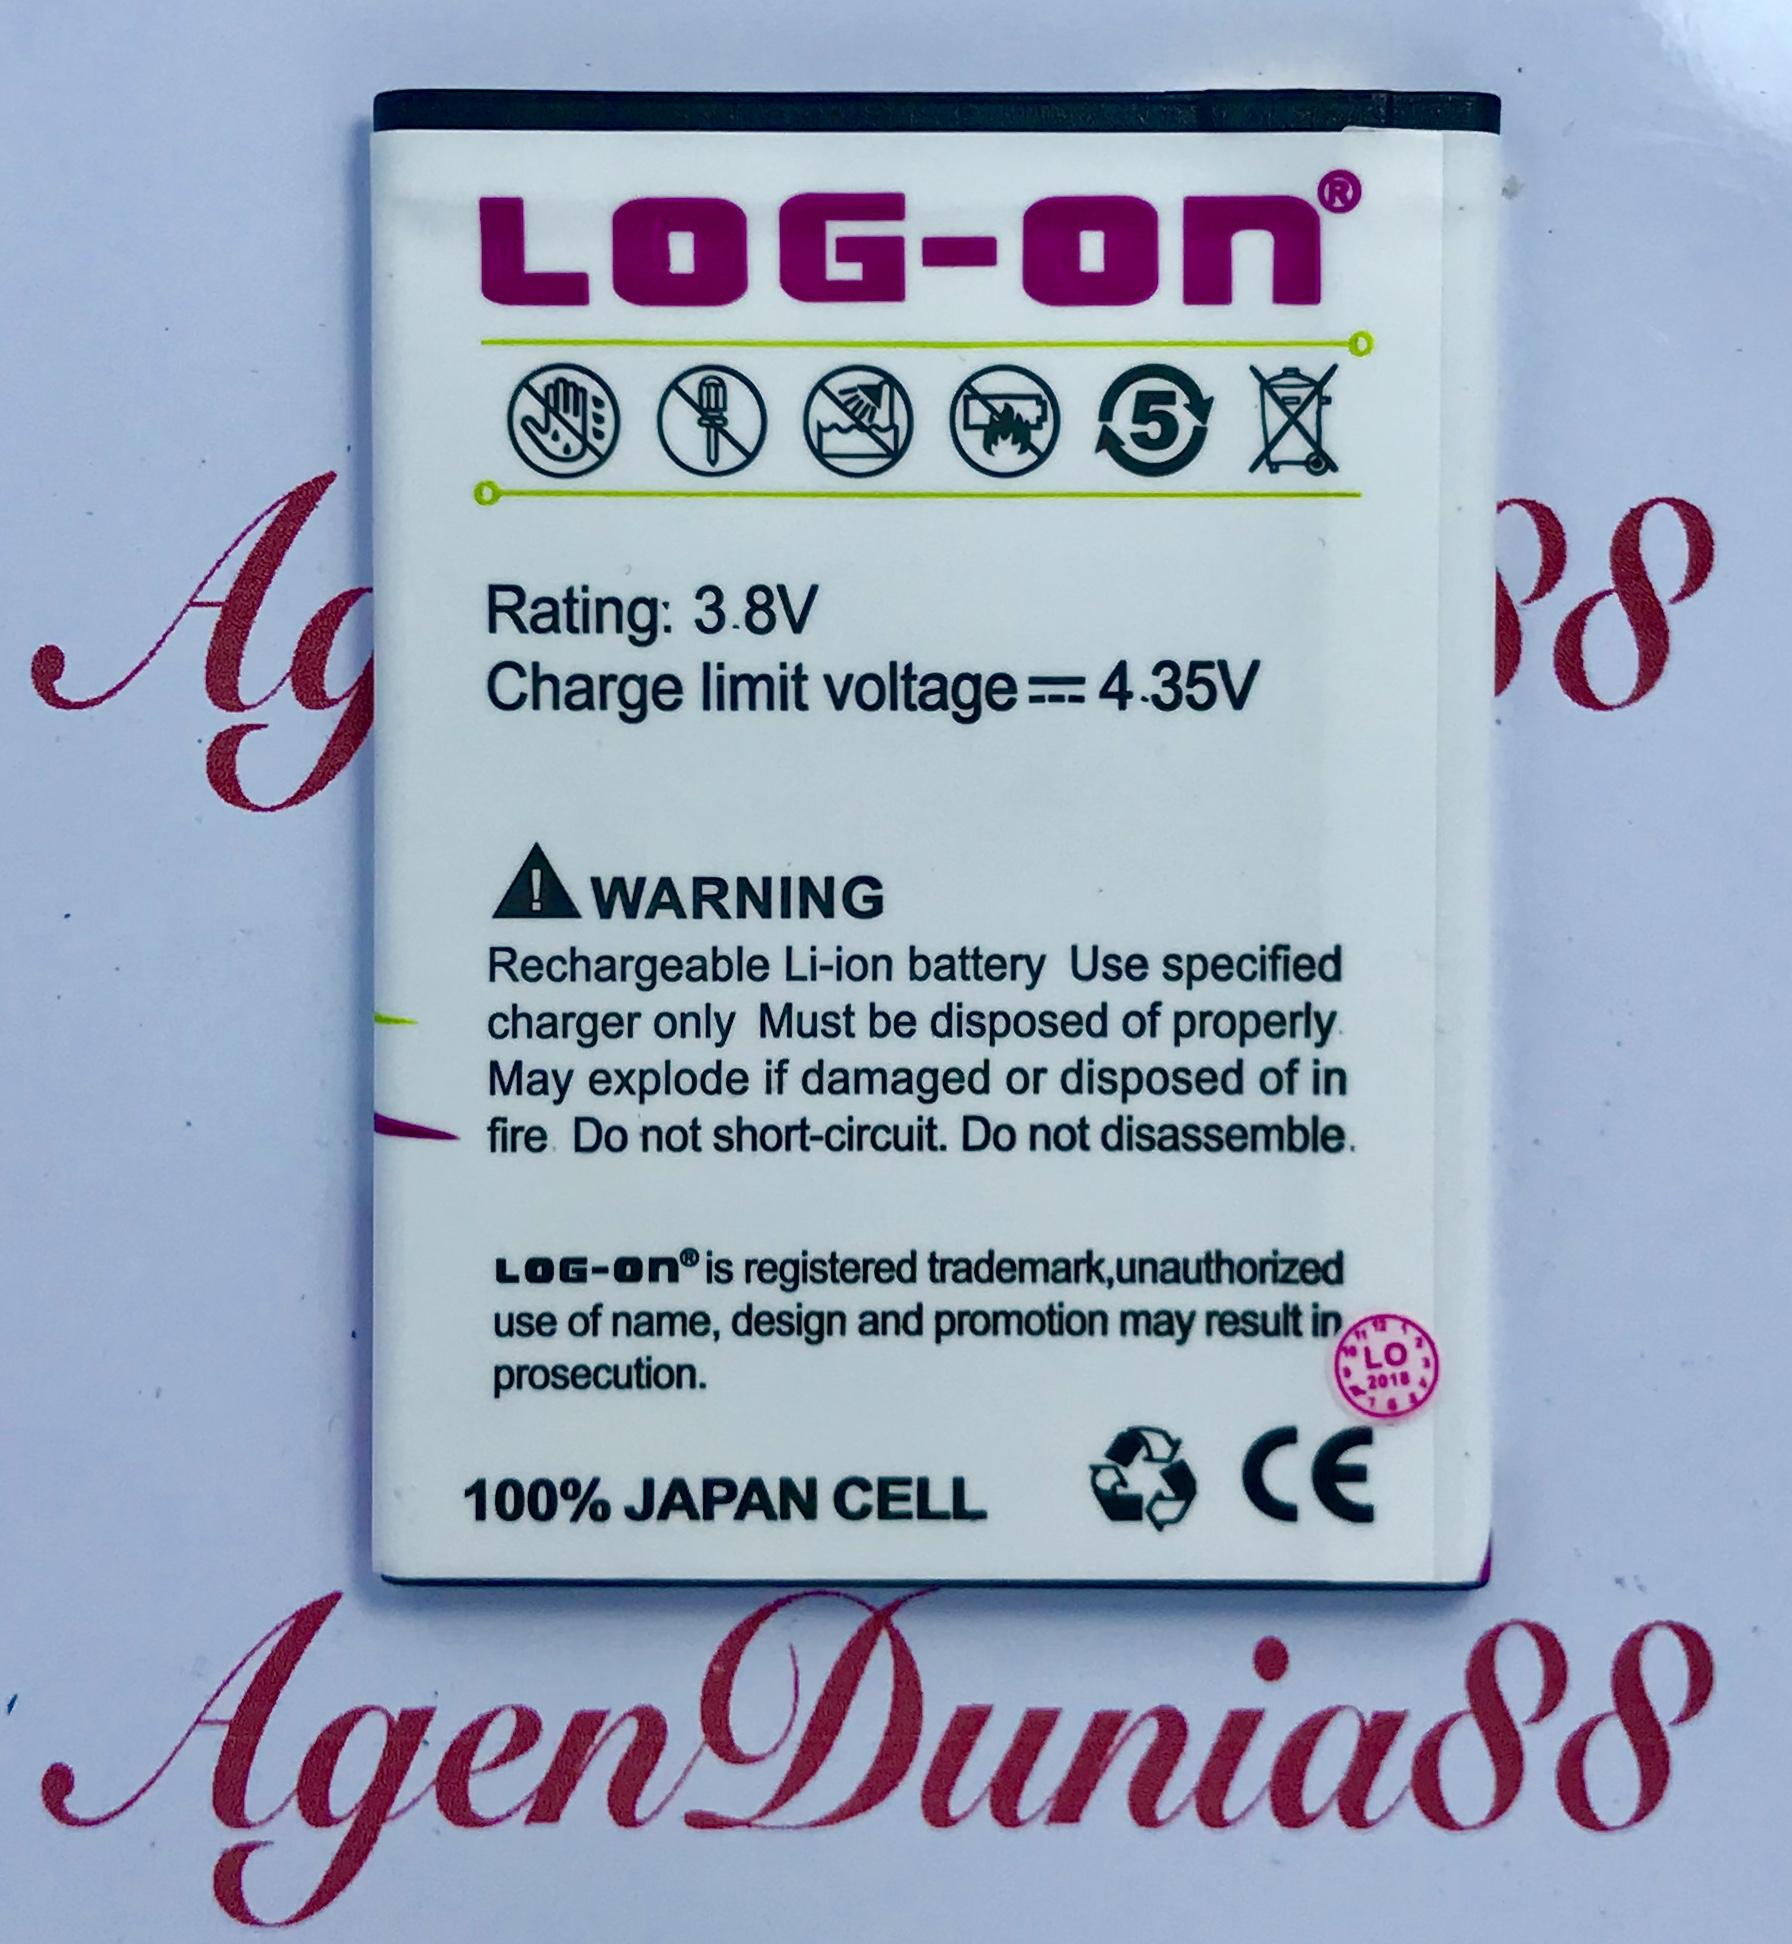 LOG-ON®
5
Rating: 3.8V
Charge limit voltage⎓4.35V
Ag
88
WARNING
Rechargeable Li-ion battery Use specified
charger only Must be disposed of properly.
May explode if damaged or disposed of in
fire. Do not short-circuit. Do not disassemble.
LOG-ON® is registered trademark,unauthorized
use of name, design and promotion may result in
prosecution.
LO
2018
100% JAPAN CELL
CE
AgenDunia88